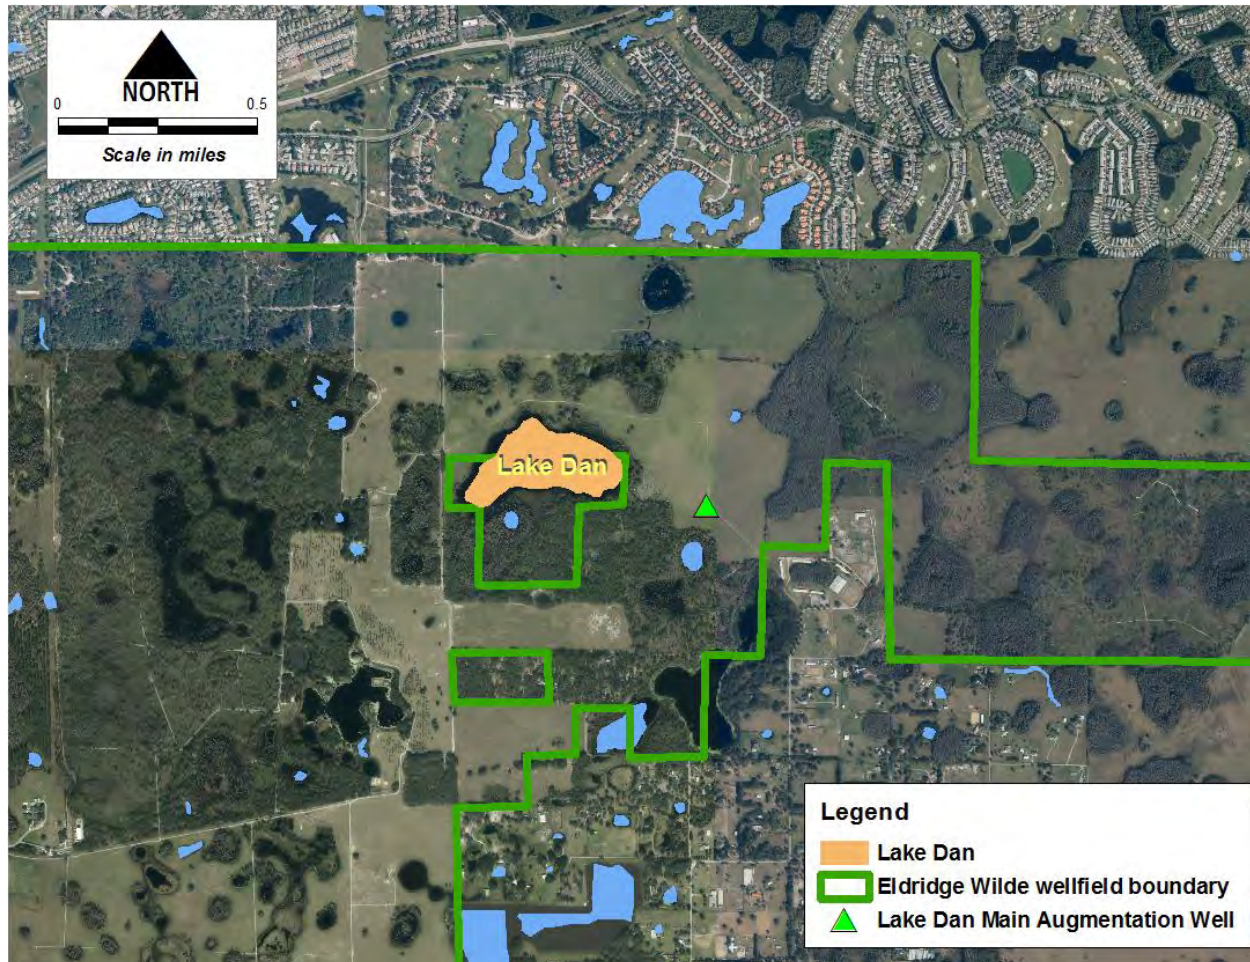 NORTH
0 0.5
Scale in miles
Lake Dan
Legend
Lake Dan
Eldridge Wilde wellfield boundary
Lake Dan Main Augmentation Well